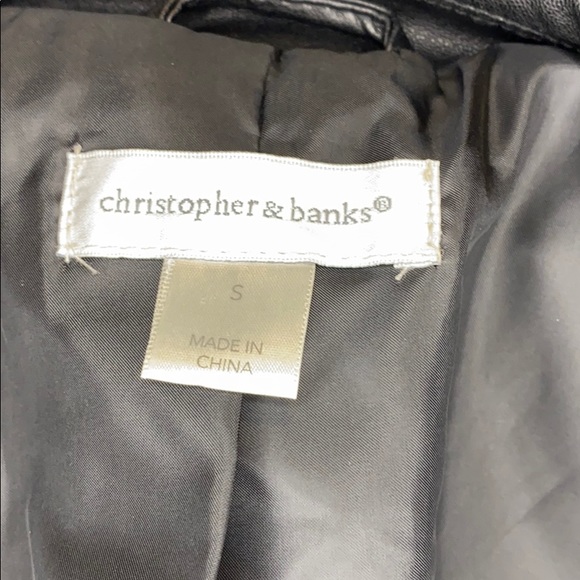 christopher & banks®
S
MADE IN
CHINA